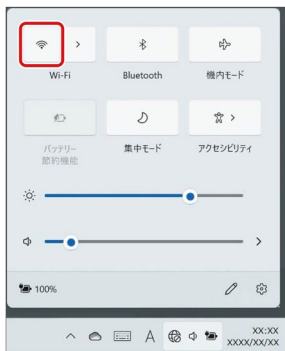 Wi-Fi
Bluetooth
機内モード
バッテリー
節約機能
集中モード
アクセシビリティ
100%
A
XX:XX
XXXX/XX/XX